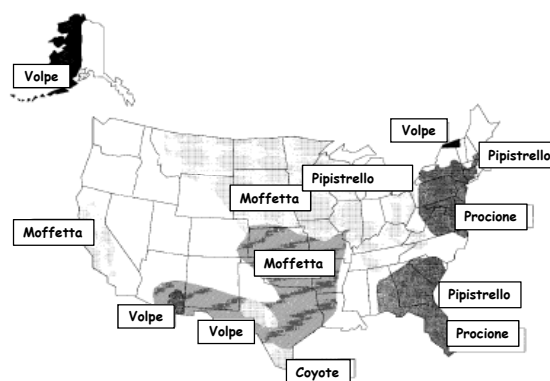 Volpe
Volpe
Pipistrello
Pipistrello
Moffetta
Procione
Moffetta
Moffetta
Pipistrello
Volpe
Volpe
Procione
Coyote